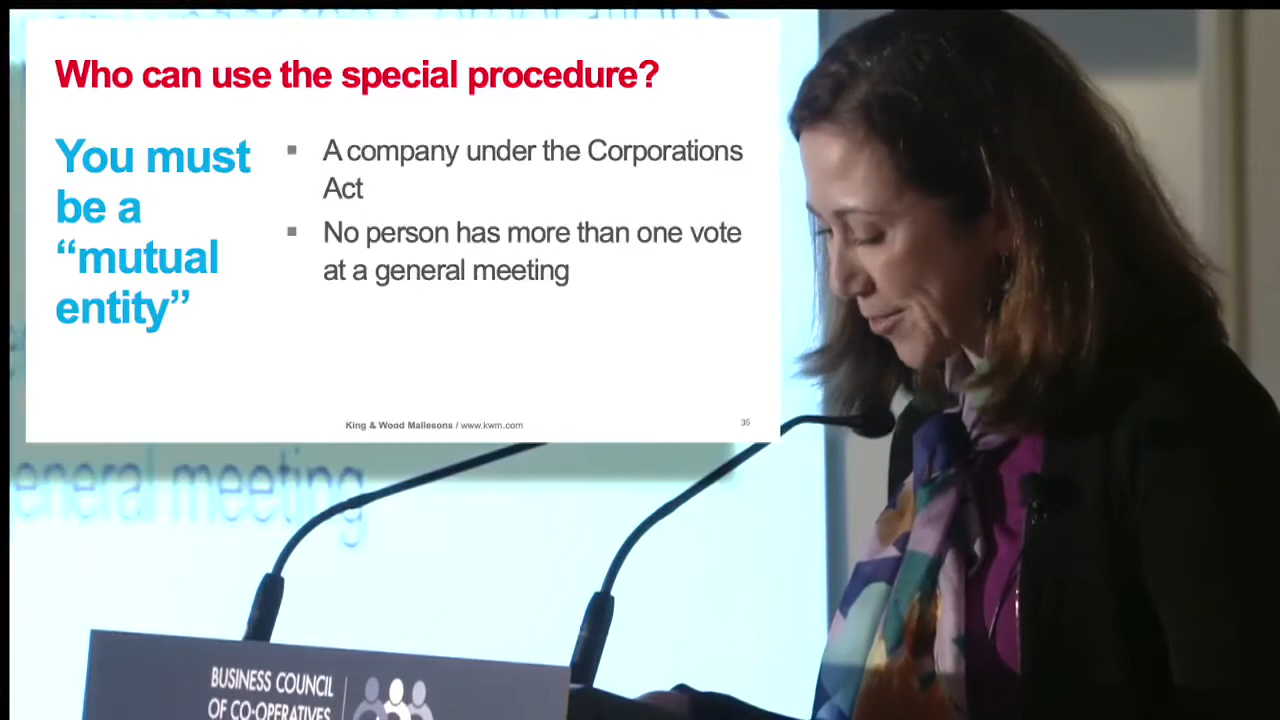 Who can use the special procedure?
You must
be a
“mutual
entity”
▪ A company under the Corporations
Act
▪ No person has more than one vote
at a general meeting
King & Wood Mallesons / www.kwm.com
35
eneral meeting
BUSINESS COUNCIL
OF CO-OPERATIVES